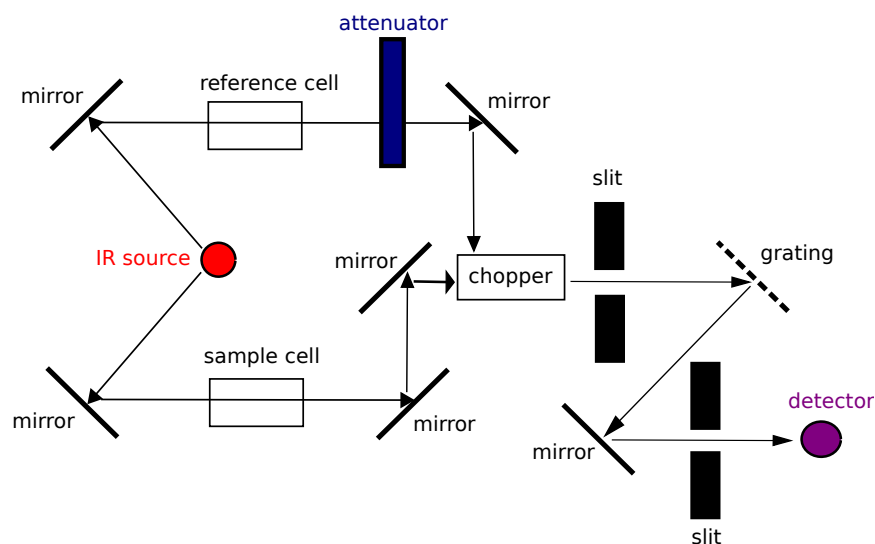 attenuator
reference cell
mirror
mirror
slit
grating
IR source
mirror
chopper
sample cell
mirror
mirror
detector
mirror
slit